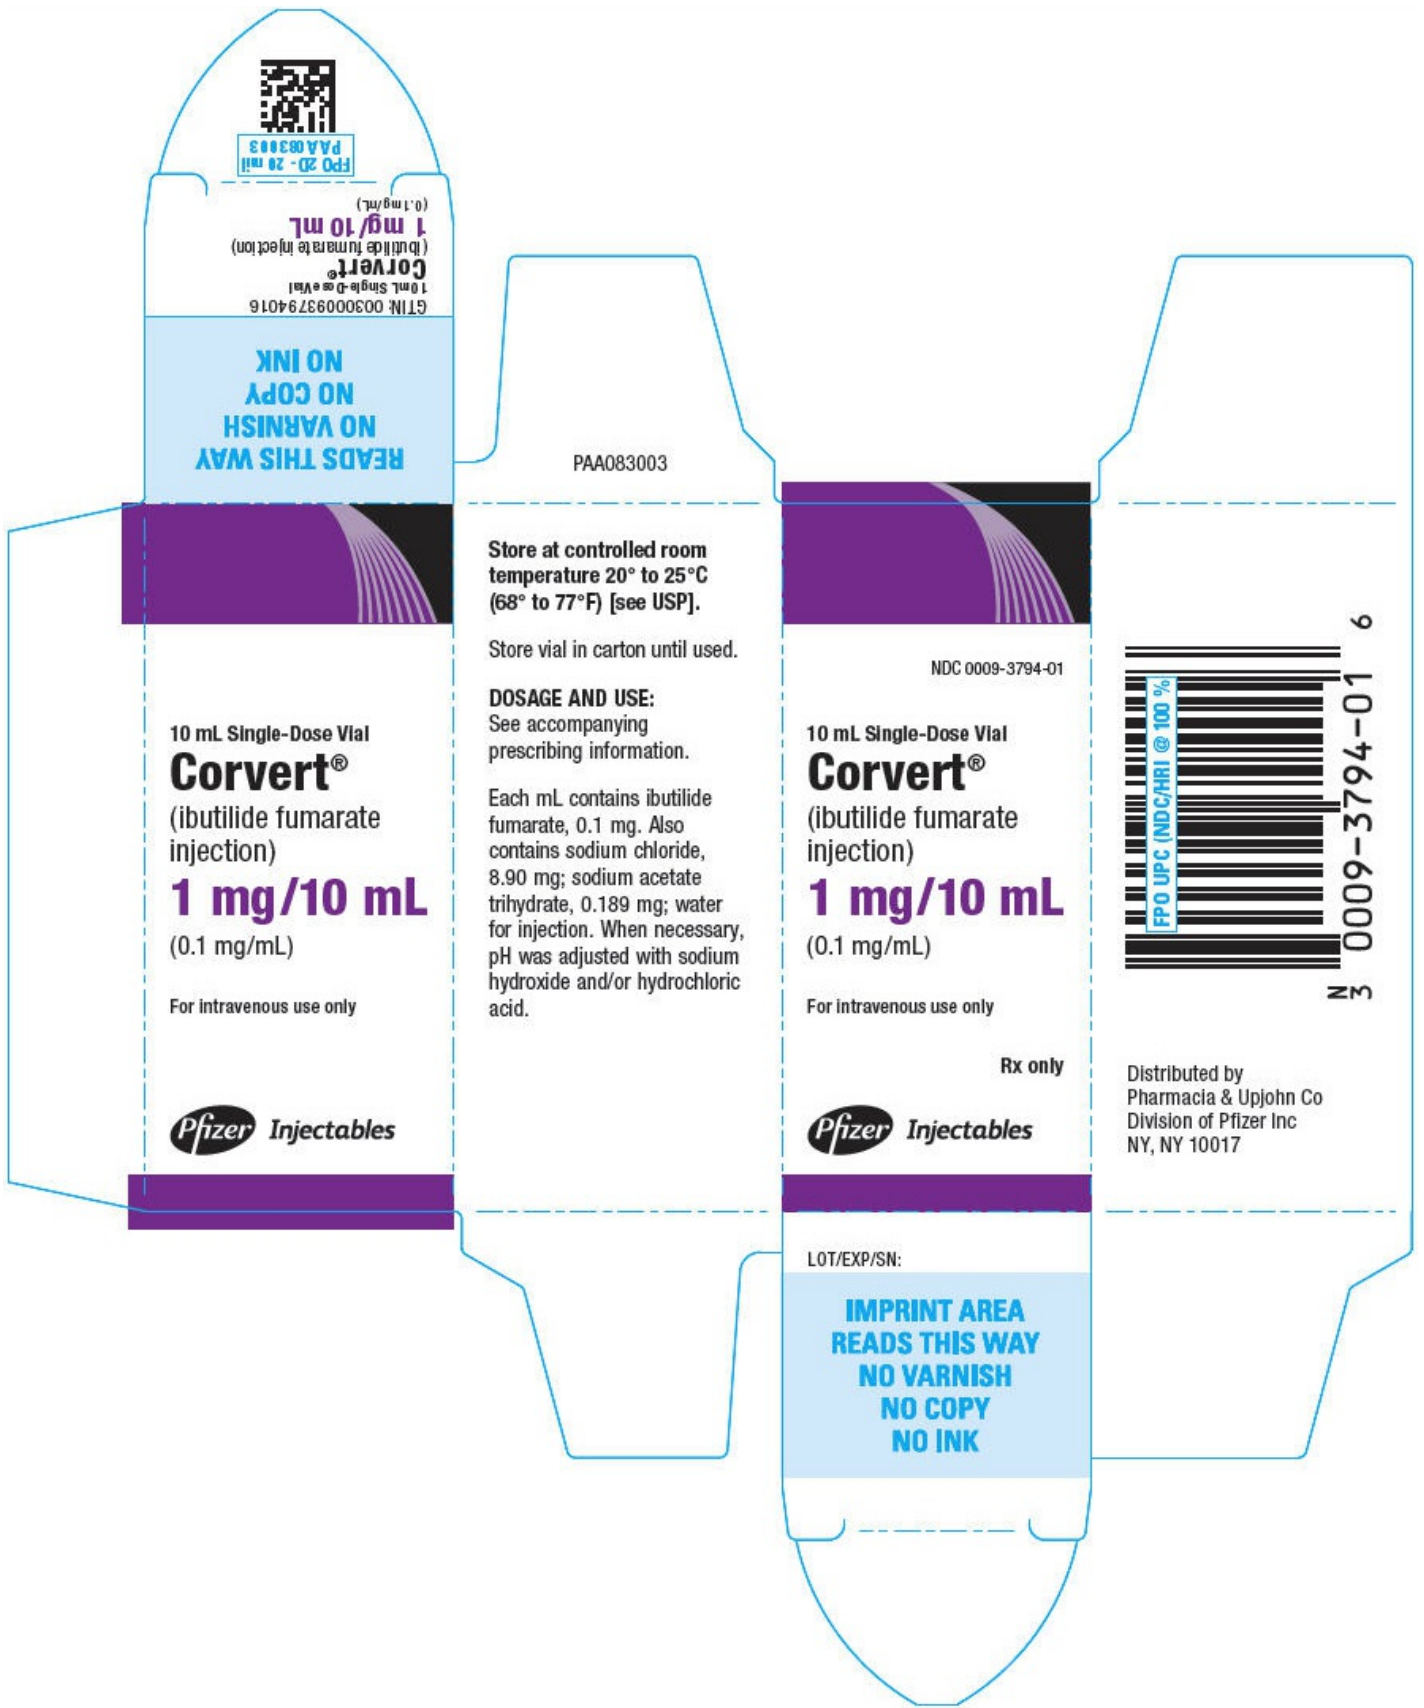 FPO 2D - 20 mil
PAA083003
GTIN: 00300093794016
10 mL Single-Dose Vial
Corvert®
(ibutilide fumarate injection)
1 mg/10 mL
(0.1 mg/mL)
READS THIS WAY
NO VARNISH
NO COPY
NO INK
10 mL Single-Dose Vial
Corvert®
(ibutilide fumarate
injection)
1 mg/10 mL
(0.1 mg/mL)
For intravenous use only
Pfizer Injectables
PAA083003
Store at controlled room
temperature 20° to 25°C
(68° to 77°F) [see USP].
Store vial in carton until used.
DOSAGE AND USE:
See accompanying
prescribing information.
Each mL contains ibutilide
fumarate, 0.1 mg. Also
contains sodium chloride,
8.90 mg; sodium acetate
trihydrate, 0.189 mg; water
for injection. When necessary,
pH was adjusted with sodium
hydroxide and/or hydrochloric
acid.
NDC 0009-3794-01
10 mL Single-Dose Vial
Corvert®
(ibutilide fumarate
injection)
1 mg/10 mL
(0.1 mg/mL)
For intravenous use only
Rx only
Pfizer Injectables
LOT/EXP/SN:
IMPRINT AREA
READS THIS WAY
NO VARNISH
NO COPY
NO INK
FPO UPC (NDC/HRI @ 100 %
N
3 0009-3794-01 6
Distributed by
Pharmacia & Upjohn Co
Division of Pfizer Inc
NY, NY 10017